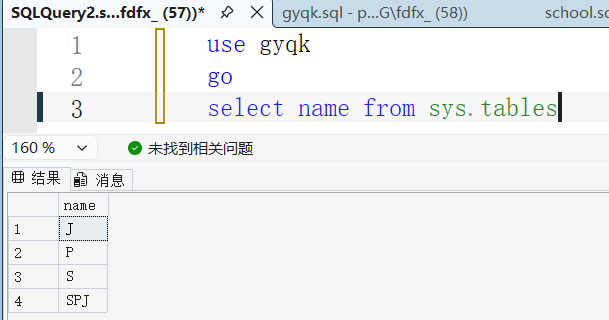 SQLQuery2.s...fdfx_ (57))* gyqk.sql - p...G\fdfx_ (58)) school.sq
1 use gyqk
2 go
3 select name from sys.tables
160 % 未找到相关问题
结果 消息
name
1 J
2 P
3 S
4 SPJ